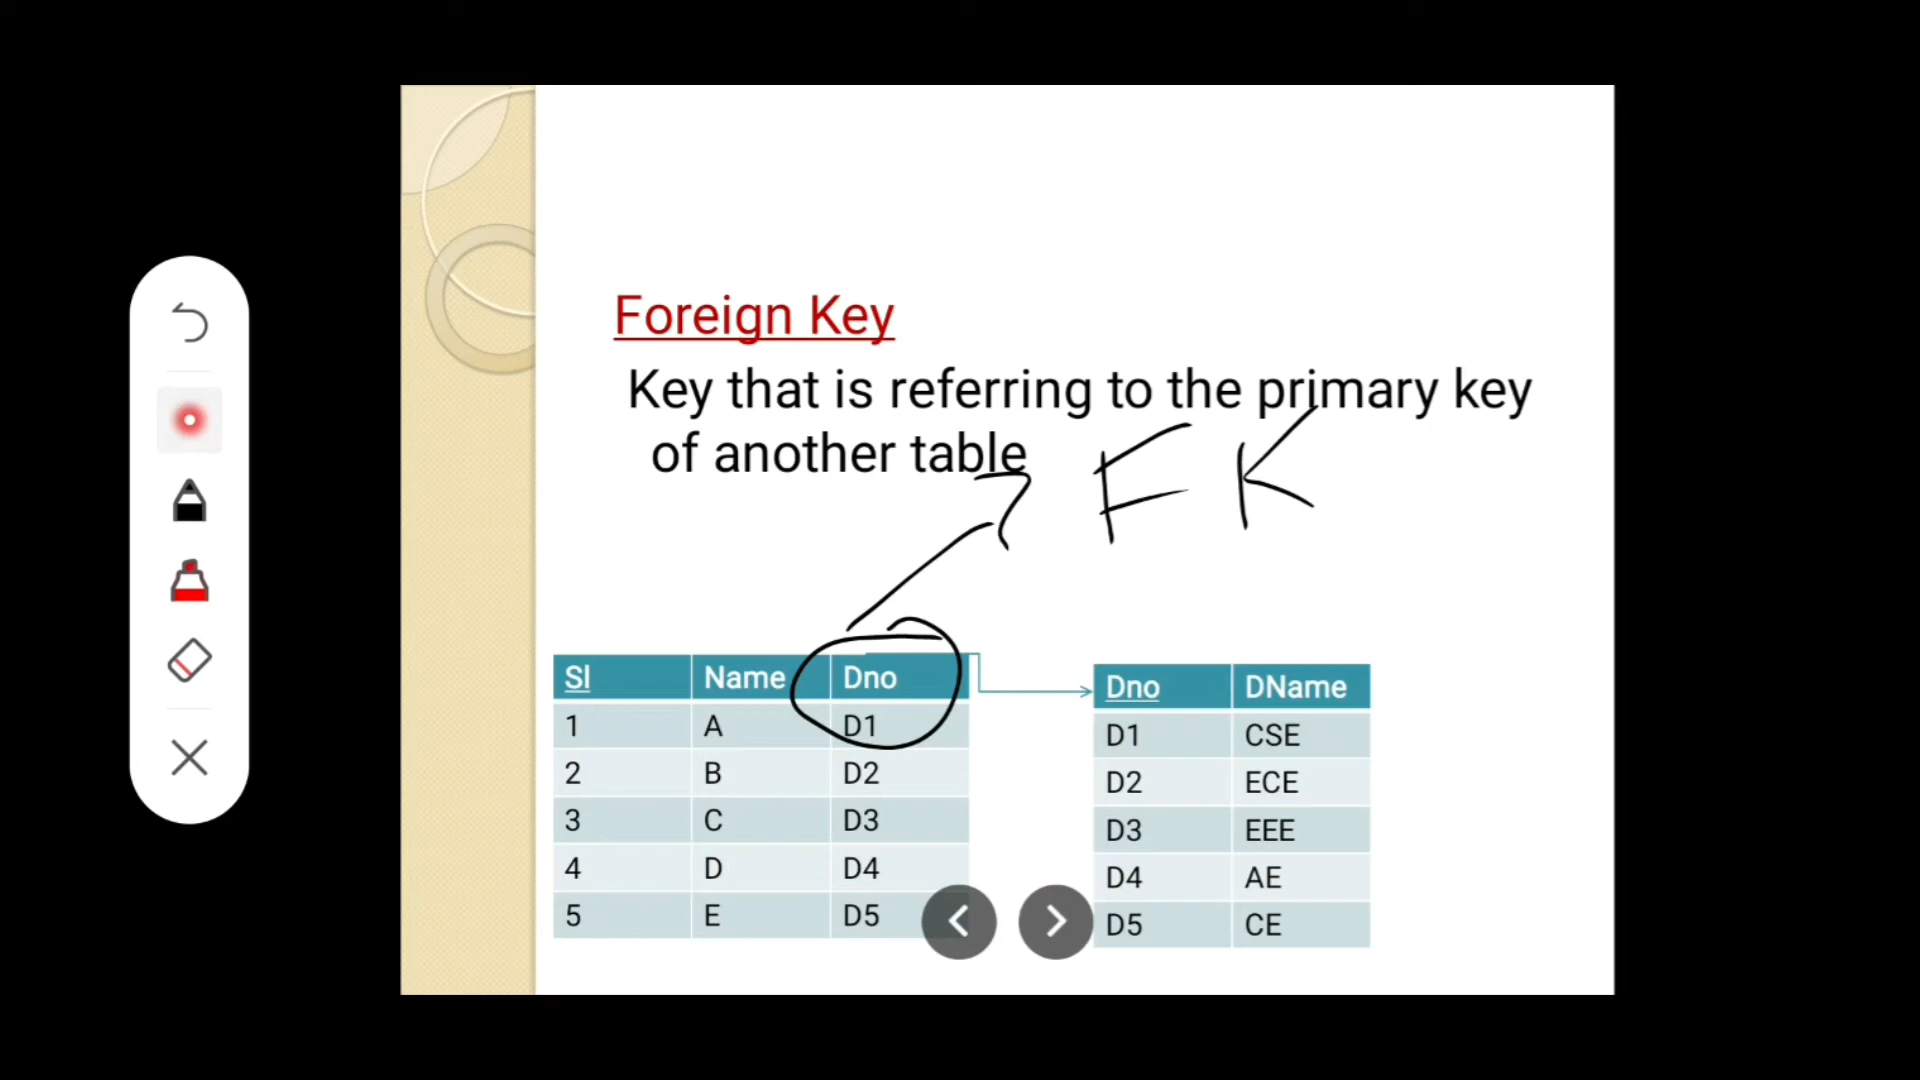 Foreign Key
Key that is referring to the primary key
of another table
F K
Sl Name Dno
1 A D1
2 B D2
3 C D3
4 D D4
5 E D5
Dno DName
D1 CSE
D2 ECE
D3 EEE
D4 AE
D5 CE